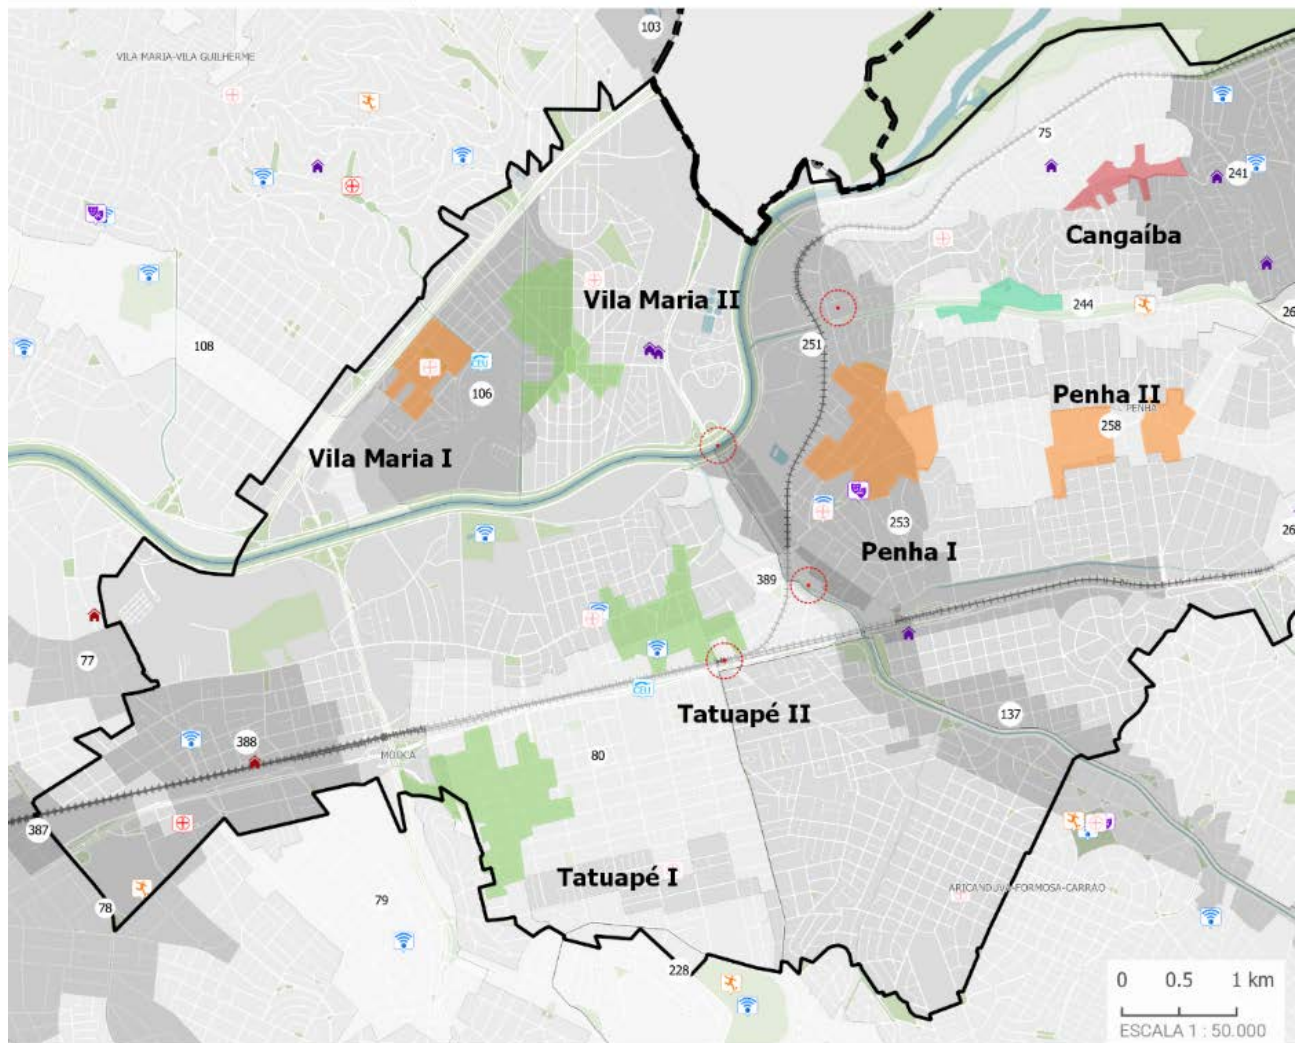 103
VILA MARIA-VILA GUILHERME
75
241
Cangaíba
Vila Maria II
244
26
108
251
CEU
106
Penha II
PENHA
258
Vila Maria I
253
26
Penha I
389
77
CEU
Tatuapé II
137
388
MOOCA
80
387
Tatuapé I
ARICANDUVA-FORMOSA-CARRÃO
79
78
228
0 0.5 1 km
ESCALA 1 : 50.000